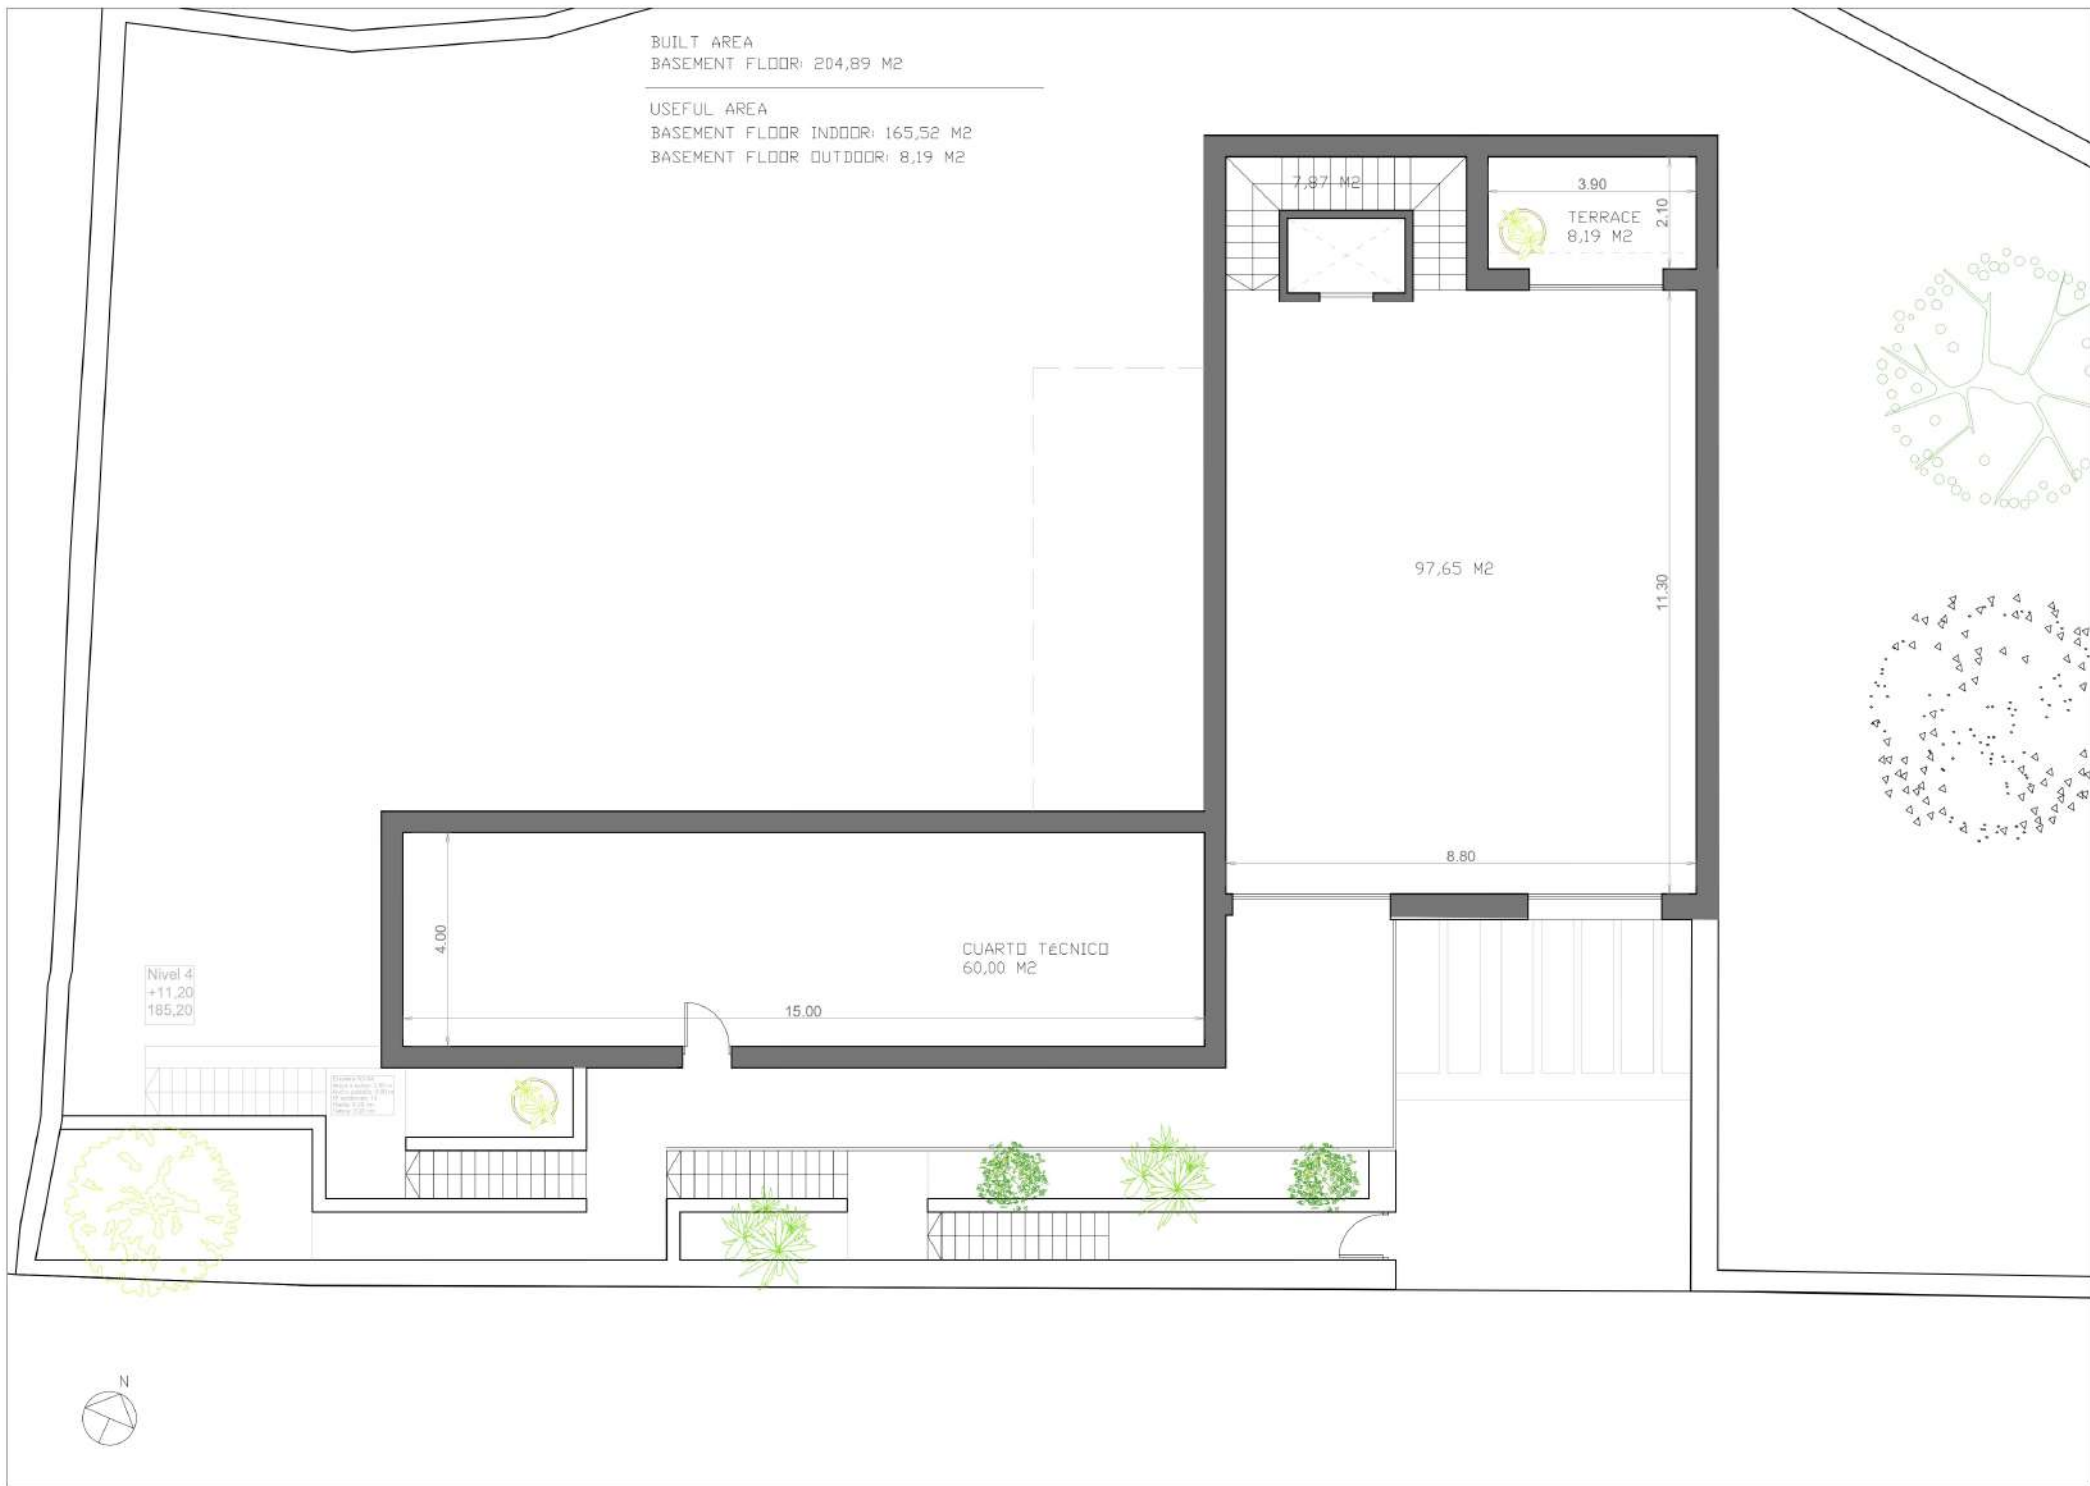 BUILT AREA
BASEMENT FLOOR: 204,89 M2
USEFUL AREA
BASEMENT FLOOR INDOOR: 165,52 M2
BASEMENT FLOOR OUTDOOR: 8,19 M2
7,87 M2
3.90
2.10
TERRACE
8,19 M2
97,65 M2
11.30
8.80
4.00
CUARTO TéCNICO
60,00 M2
15.00
Nivel 4
+11,20
185,20
N